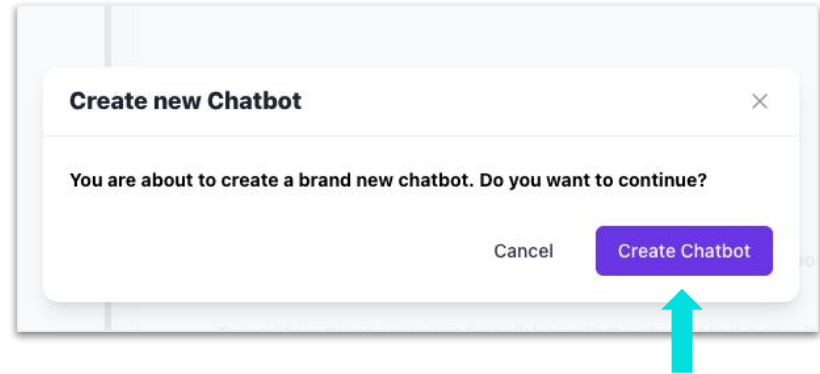 Create new Chatbot
You are about to create a brand new chatbot. Do you want to continue?
Cancel
Create Chatbot